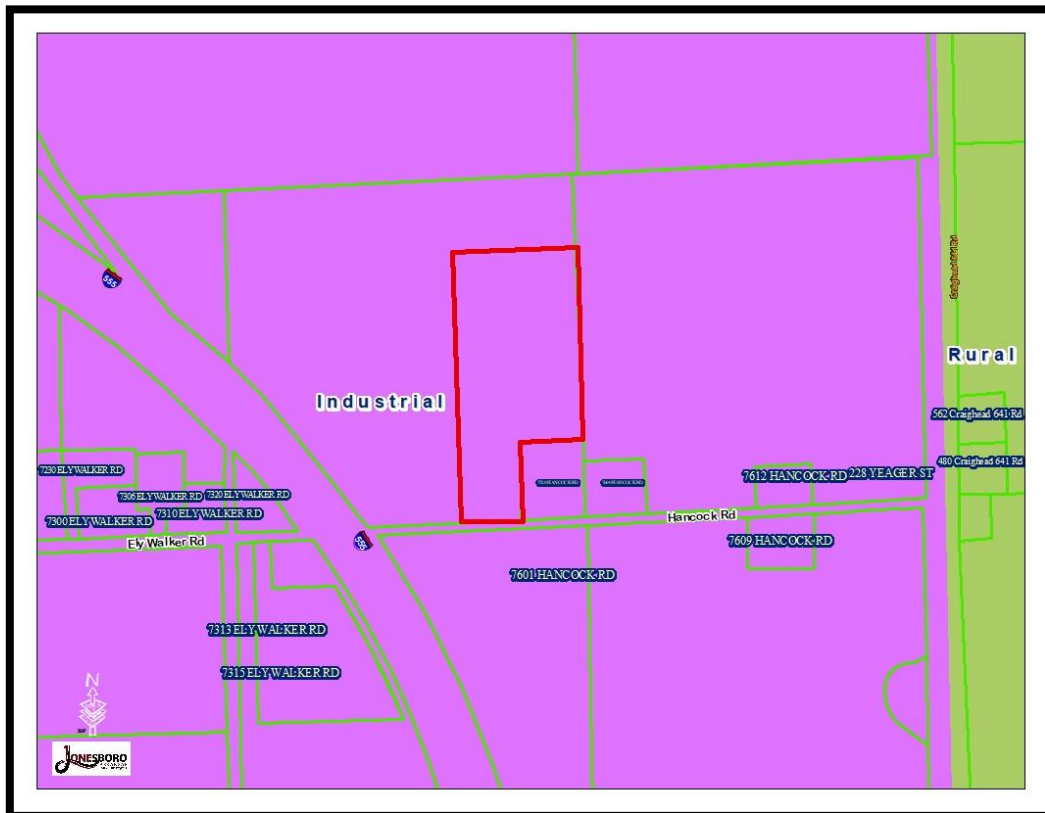 555
Craighead 641 Rd
Rural
Industrial
562 Craighead 641 Rd
7230 ELY WALKER RD
480 Craighead 641 Rd
7612 HANCOCK RD
228 YEAGER ST
7306 ELY WALKER RD
7320 ELY WALKER RD
7310 ELY WALKER RD
7300 ELY WALKER RD
Hancock Rd
Ely Walker Rd
555
7609 HANCOCK RD
7601 HANCOCK RD
7313 ELY WALKER RD
7315 ELY WALKER RD
N
JONESBORO